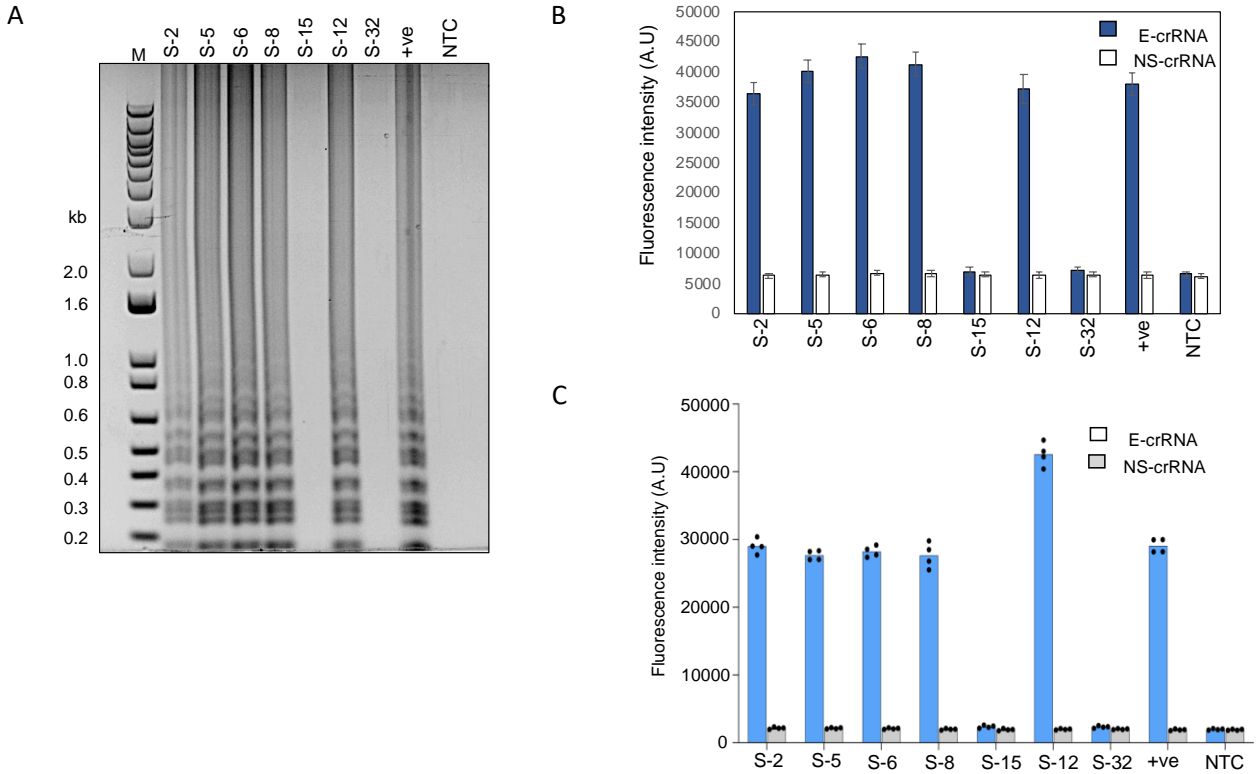 A
M
S-2
S-5
S-6
S-8
S-15
S-12
S-32
+ve
NTC
kb
2.0
1.6
1.0
0.8
0.6
0.5
0.4
0.3
0.2
B
Fluorescence intensity (A.U)
50000
45000
40000
35000
30000
25000
20000
15000
10000
5000
0
E-crRNA
NS-crRNA
S-2
S-5
S-6
S-8
S-15
S-12
S-32
+ve
NTC
C
Fluorescence intensity (A.U)
50000
40000
30000
20000
10000
0
E-crRNA
NS-crRNA
S-2
S-5
S-6
S-8
S-15
S-12
S-32
+ve
NTC